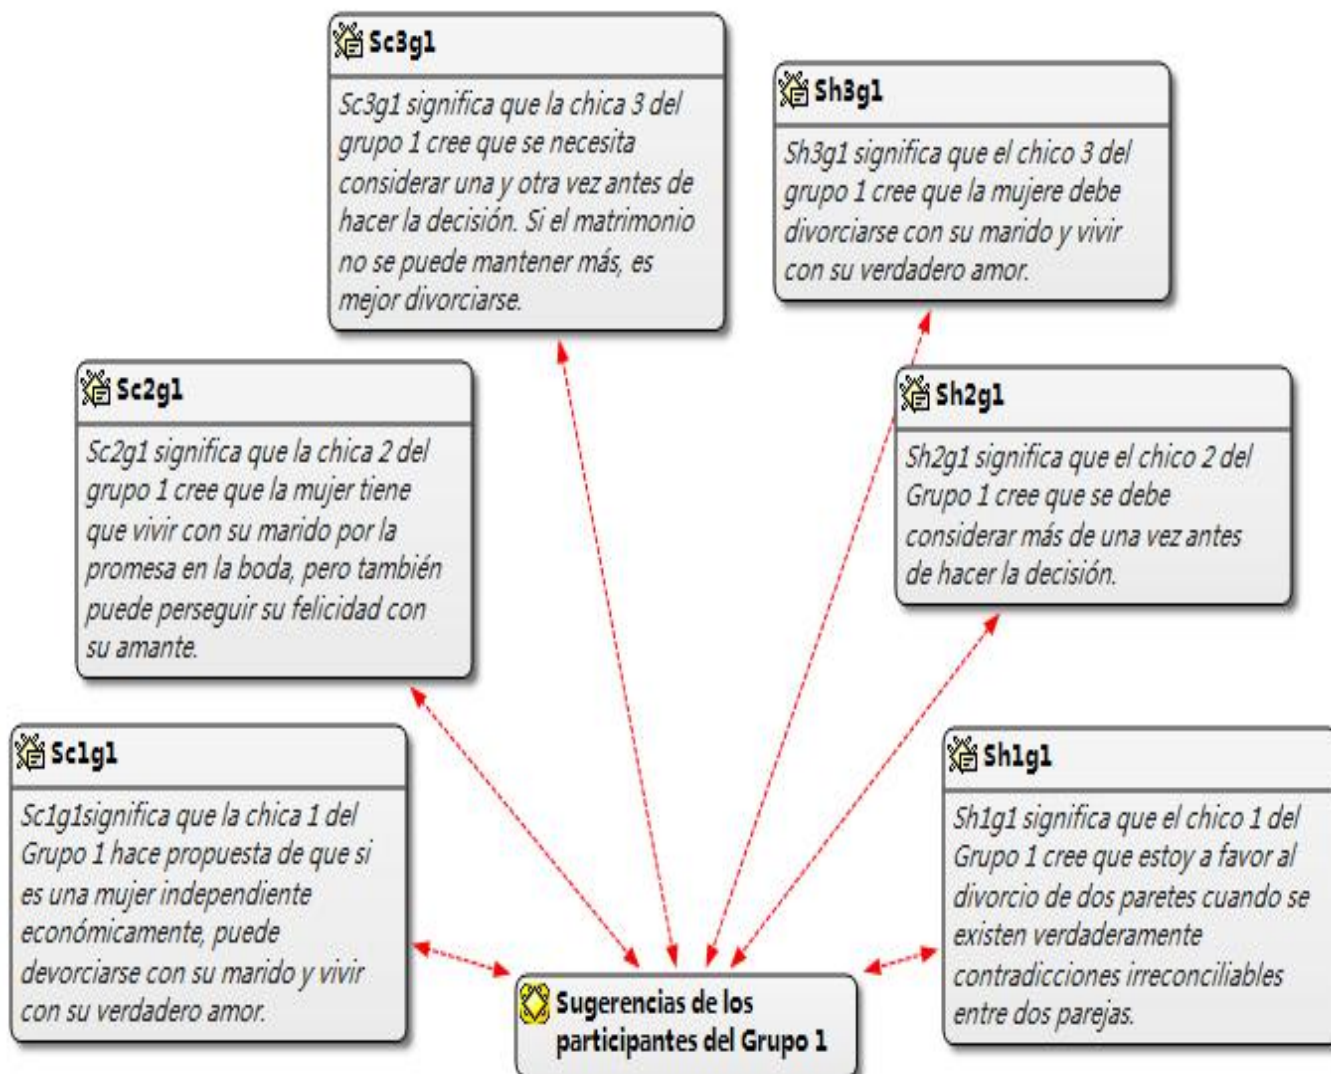 Sc3g1
Sc3g1 significa que la chica 3 del
grupo 1 cree que se necesita
considerar una y otra vez antes de
hacer la decisión. Si el matrimonio
no se puede mantener más, es
mejor divorciarse.
Sh3g1
Sh3g1 significa que el chico 3 del
grupo 1 cree que la mujere debe
divorciarse con su marido y vivir
con su verdadero amor.
Sc2g1
Sc2g1 significa que la chica 2 del
grupo 1 cree que la mujer tiene
que vivir con su marido por la
promesa en la boda, pero también
puede perseguir su felicidad con
su amante.
Sh2g1
Sh2g1 significa que el chico 2 del
Grupo 1 cree que se debe
considerar más de una vez antes
de hacer la decisión.
Sc1g1
Sc1g1significa que la chica 1 del
Grupo 1 hace propuesta de que si
es una mujer independiente
económicamente, puede
devorciarse con su marido y vivir
con su verdadero amor.
Sh1g1
Sh1g1 significa que el chico 1 del
Grupo 1 cree que estoy a favor al
divorcio de dos paretes cuando se
existen verdaderamente
contradicciones irreconciliables
entre dos parejas.
Sugerencias de los
participantes del Grupo 1